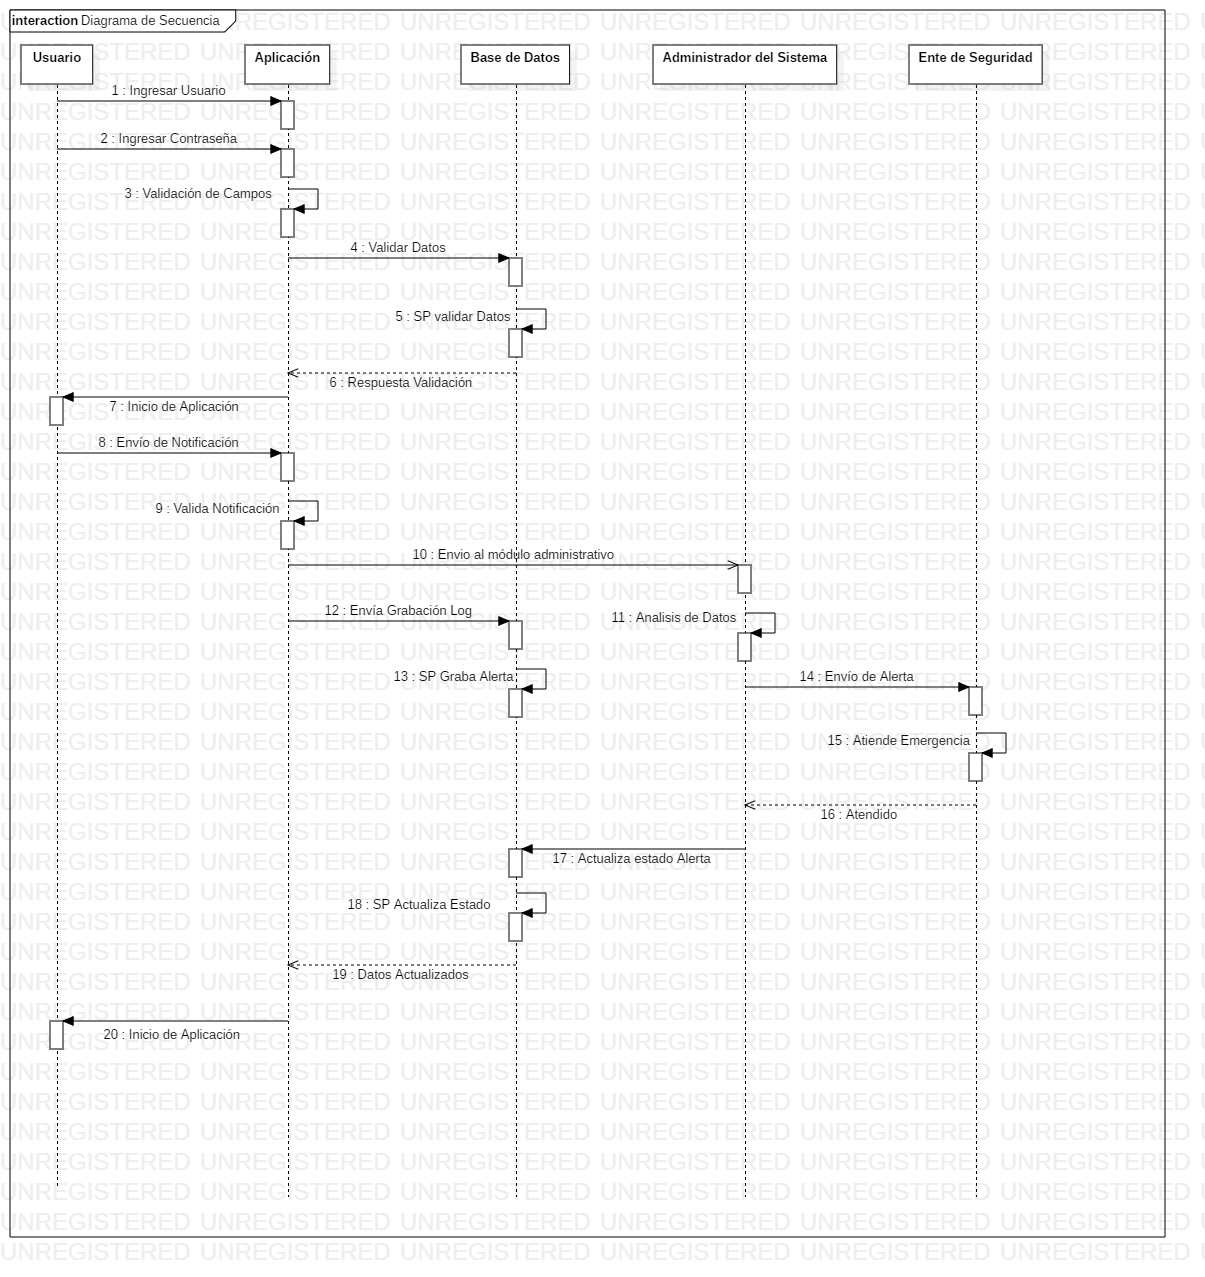 interaction Diagrama de Secuencia
Usuario
Aplicación
Base de Datos
Administrador del Sistema
Ente de Seguridad
1 : Ingresar Usuario
2 : Ingresar Contraseña
3 : Validación de Campos
4 : Validar Datos
5 : SP validar Datos
6 : Respuesta Validación
7 : Inicio de Aplicación
8 : Envío de Notificación
9 : Valida Notificación
10 : Envio al módulo administrativo
12 : Envía Grabación Log
11 : Analisis de Datos
13 : SP Graba Alerta
14 : Envío de Alerta
15 : Atiende Emergencia
16 : Atendido
17 : Actualiza estado Alerta
18 : SP Actualiza Estado
19 : Datos Actualizados
20 : Inicio de Aplicación
UNREGISTERED